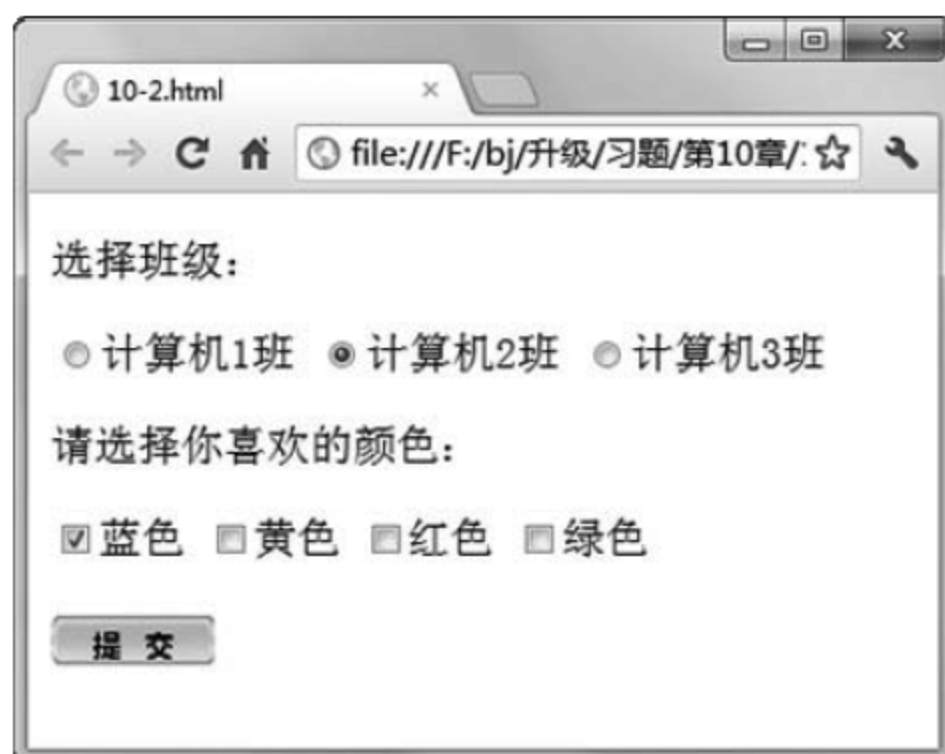 10-2.html
file:///F:/bj/升级/习题/第10章/
选择班级：
计算机1班 计算机2班 计算机3班
请选择你喜欢的颜色：
蓝色 黄色 红色 绿色
提 交